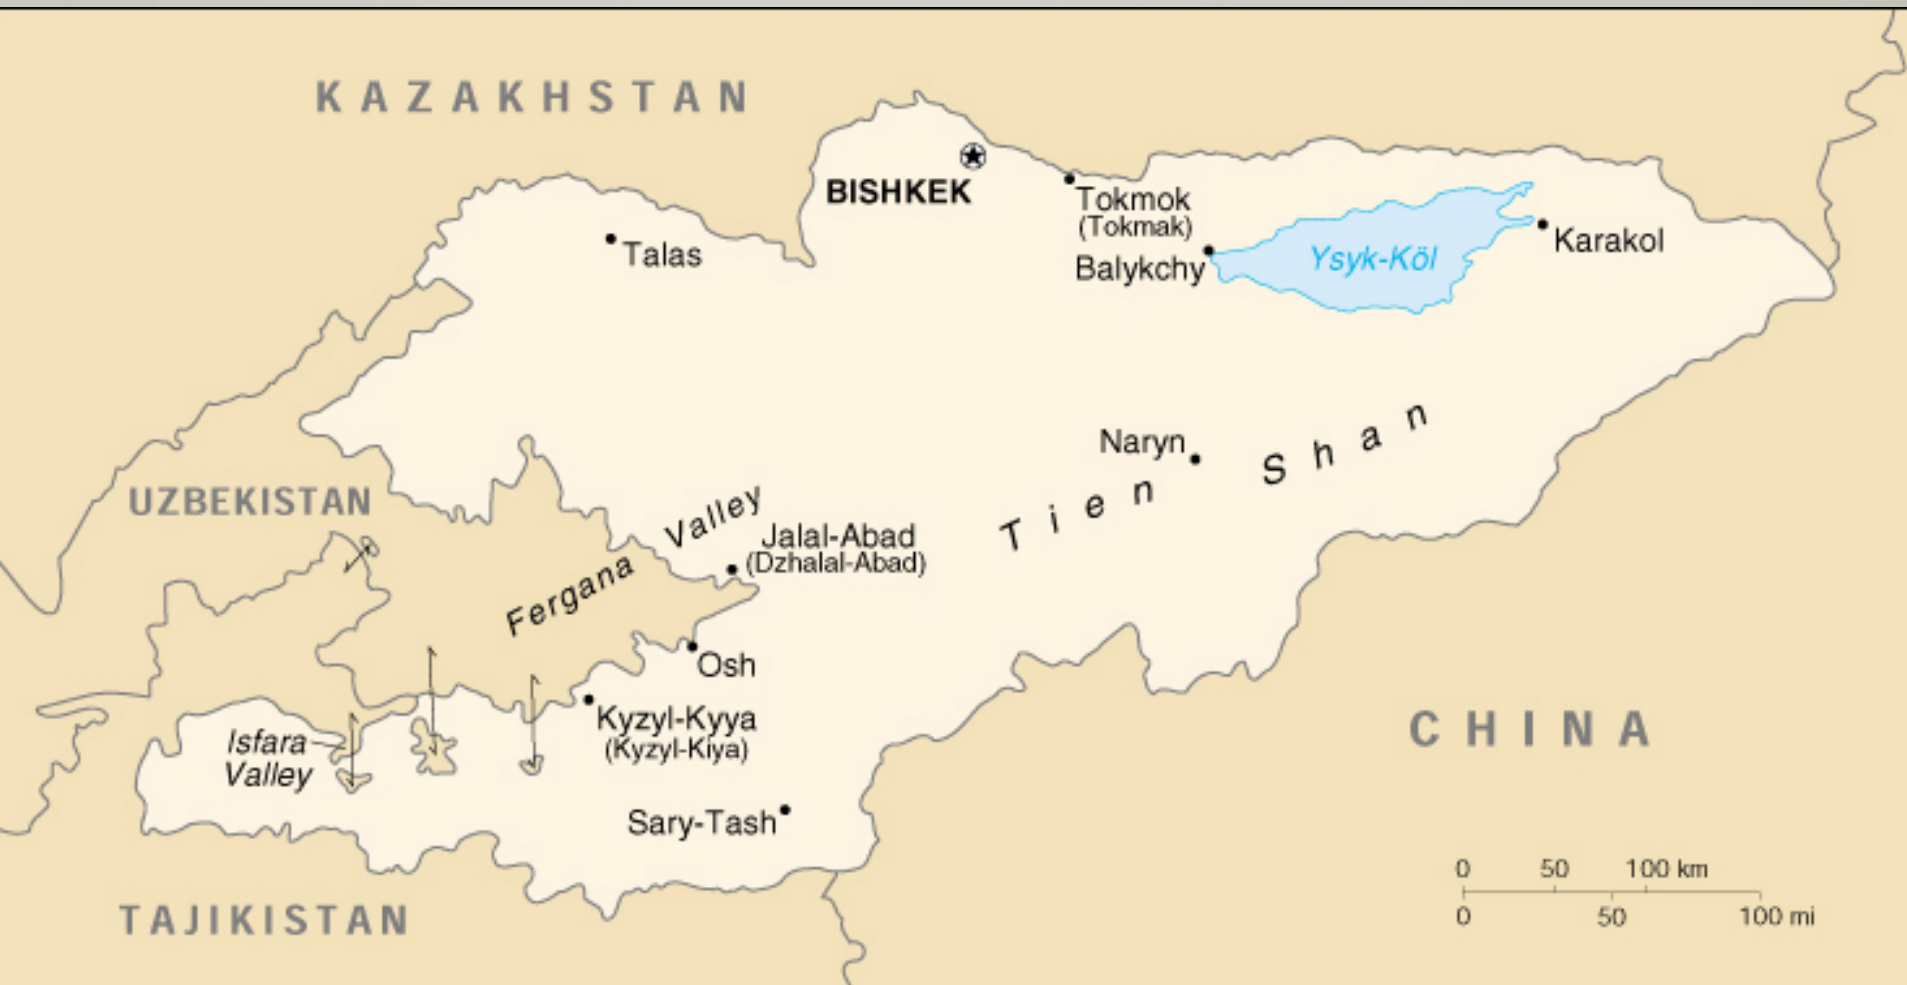 KAZAKHSTAN
BISHKEK
Tokmok
(Tokmak)
Talas
Karakol
Ysyk-Köl
Balykchy
Naryn
Tien Shan
UZBEKISTAN
Fergana Valley
Jalal-Abad
(Dzhalal-Abad)
Osh
Kyzyl-Kyya
(Kyzyl-Kiya)
Isfara
Valley
CHINA
Sary-Tash
TAJIKISTAN
0 50 100 km
0 50 100 mi